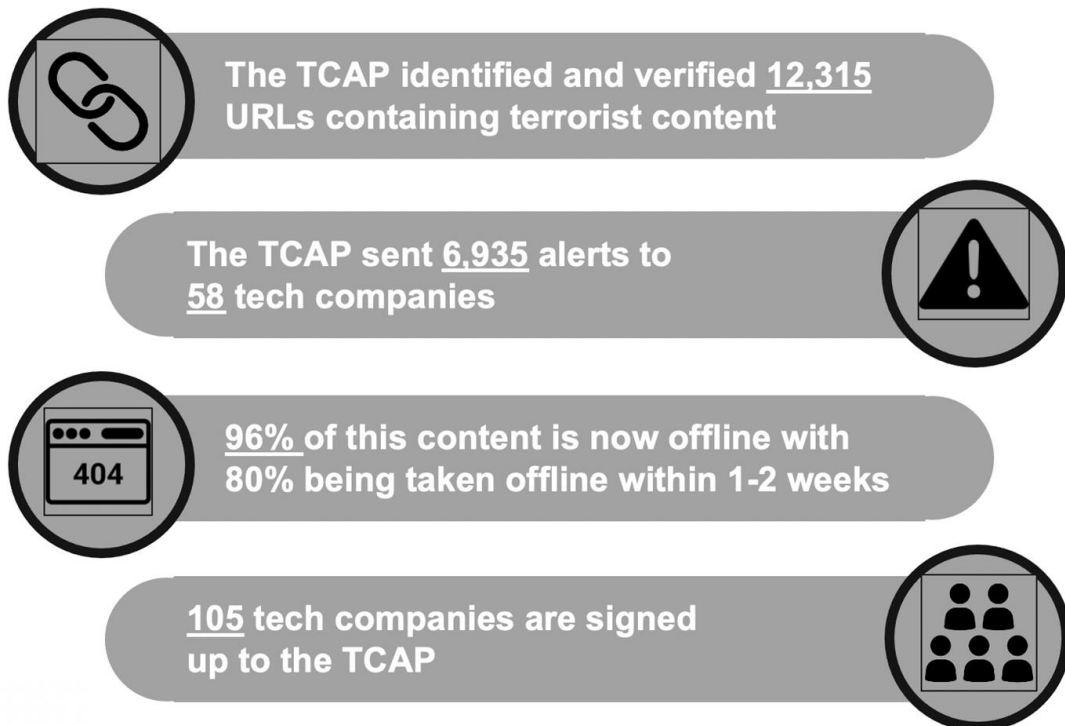 The TCAP identified and verified 12,315
URLs containing terrorist content
The TCAP sent 6,935 alerts to
58 tech companies
404
96% of this content is now offline with
80% being taken offline within 1-2 weeks
105 tech companies are signed
up to the TCAP